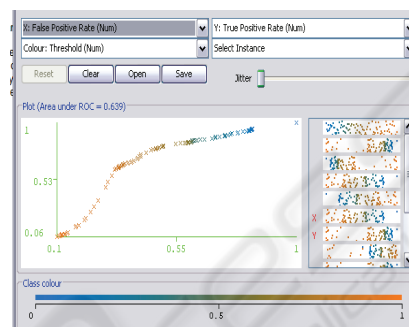 X: False Positive Rate (Num) Y: True Positive Rate (Num)
Colour: Threshold (Num) Select Instance
Reset Clear Open Save Jitter
Plot (Area under ROC = 0.639)
1
0.53
0.06
0.1 0.55 1
X
Y
Class colour
0 0.5 1